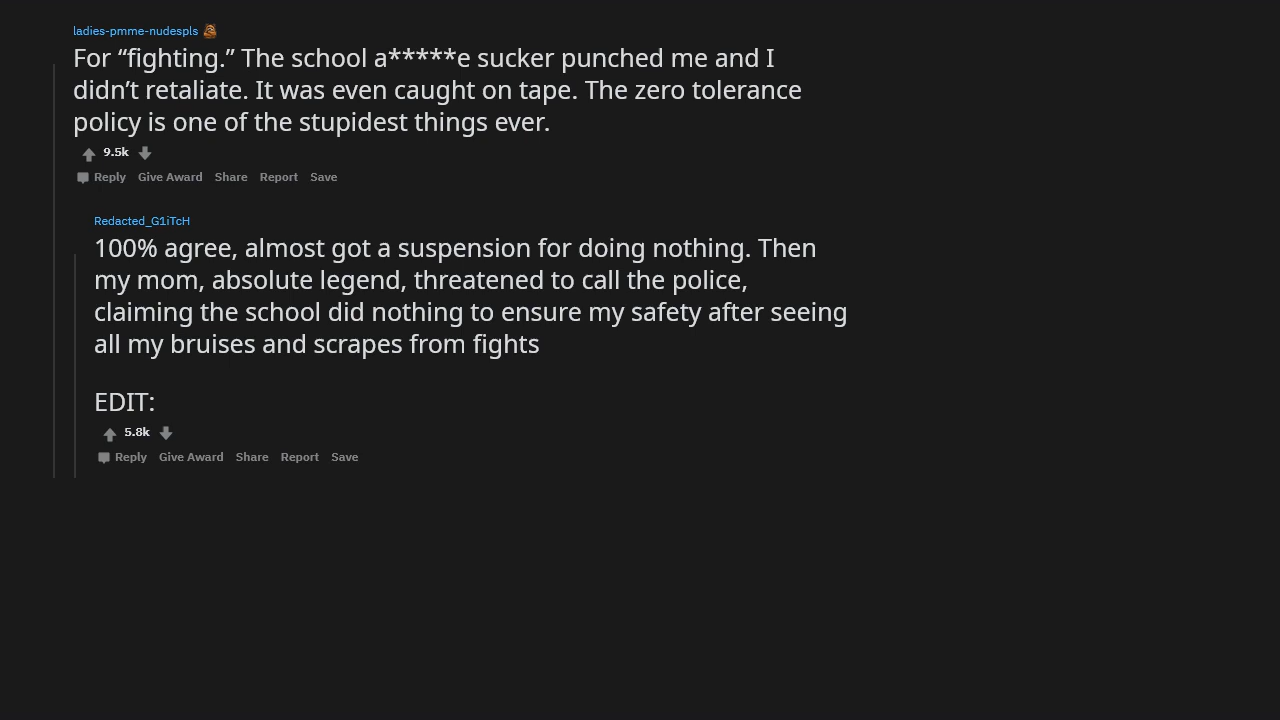 ladies-pmme-nudespls
For “fighting.” The school a*****e sucker punched me and I
didn’t retaliate. It was even caught on tape. The zero tolerance
policy is one of the stupidest things ever.
9.5k
Reply Give Award Share Report Save
Redacted_G1iTcH
100% agree, almost got a suspension for doing nothing. Then
my mom, absolute legend, threatened to call the police,
claiming the school did nothing to ensure my safety after seeing
all my bruises and scrapes from fights
EDIT:
5.8k
Reply Give Award Share Report Save